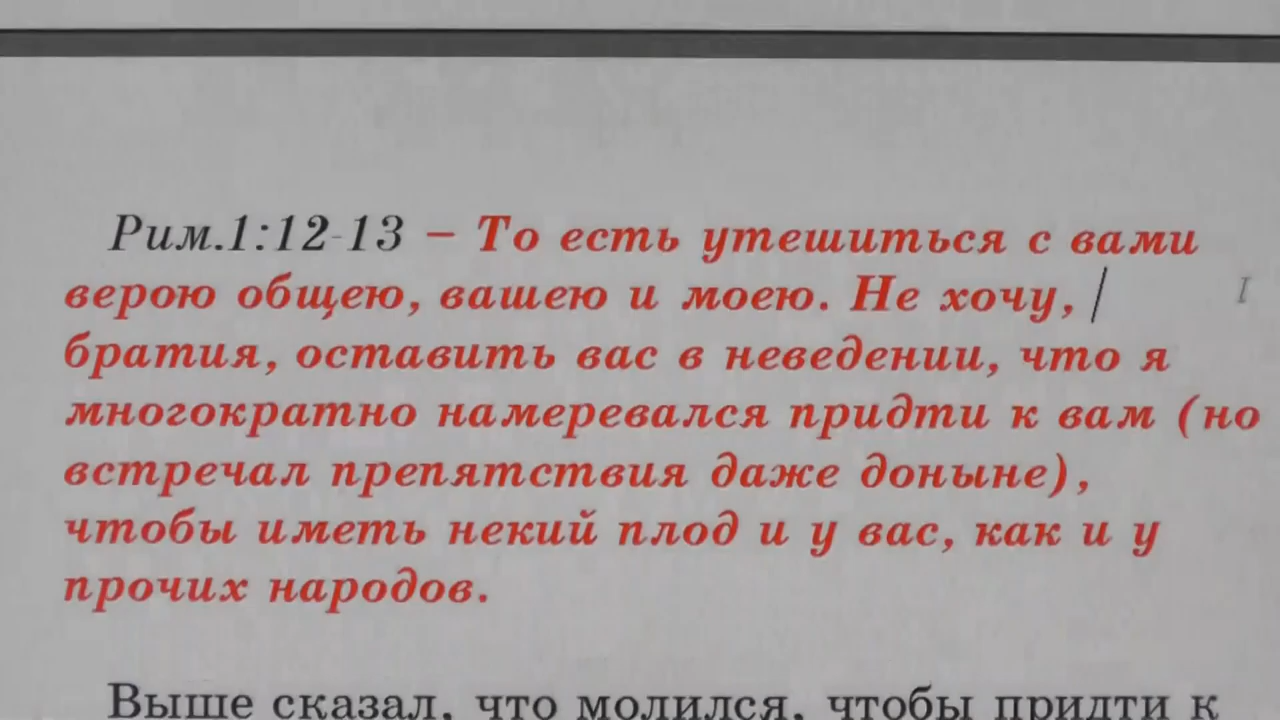 Рим.1:12-13 – То есть утешиться с вами
верою общею, вашею и моею. Не хочу,
братия, оставить вас в неведении, что я
многократно намеревался придти к вам (но
встречал препятствия даже доныне),
чтобы иметь некий плод и у вас, как и у
прочих народов.
Выше сказал, что молился, чтобы придти к